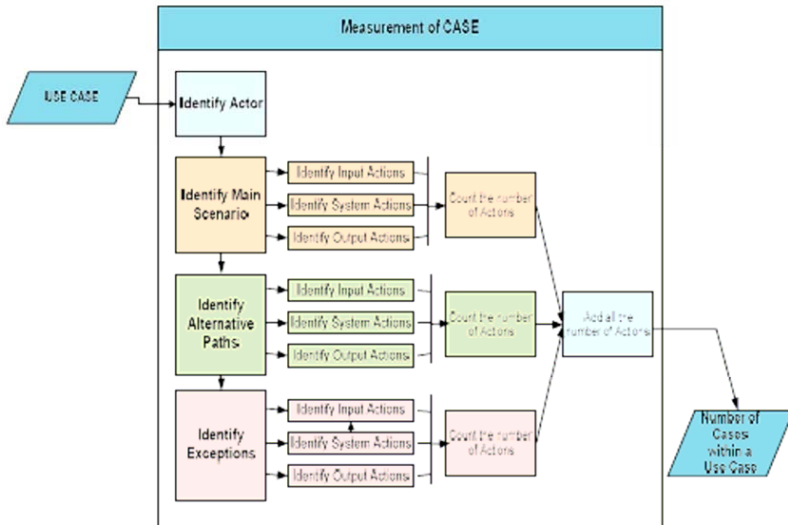 Measurement of CASE
USE CASE
Identify Actor
Identify Main
Scenario
Identify Input Actions
Identify System Actions
Identify Output Actions
Count the number
of Actions
Identify
Alternative
Paths
Identify Input Actions
Identify System Actions
Identify Output Actions
Count the number
of Actions
Add all the
number of Actions
Identify
Exceptions
Identify Input Actions
Identify System Actions
Identify Output Actions
Count the number
of Actions
Number of
Cases
within a
Use Case